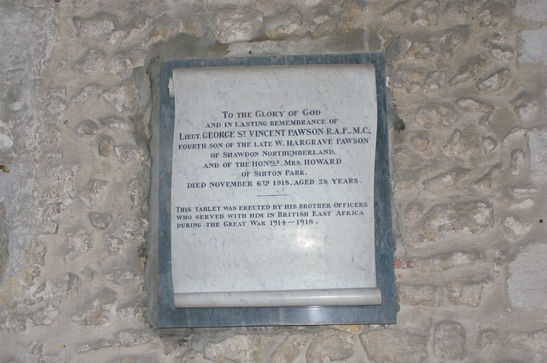 To the Glory of God
and in lasting remembrance of
Lieut. GEORGE St VINCENT PAWSON R.A.F., M.C.,
fourth son of the late W. HARGRAVE PAWSON
of Shawdon Northumberland,
and of the Honble. Mrs. HOWARD
of Sibton Park.
Died November 6th 1918, aged 28 years.
This tablet was erected by his brother Officers
who served with him in British East Africa
during the Great War 1914–1918.